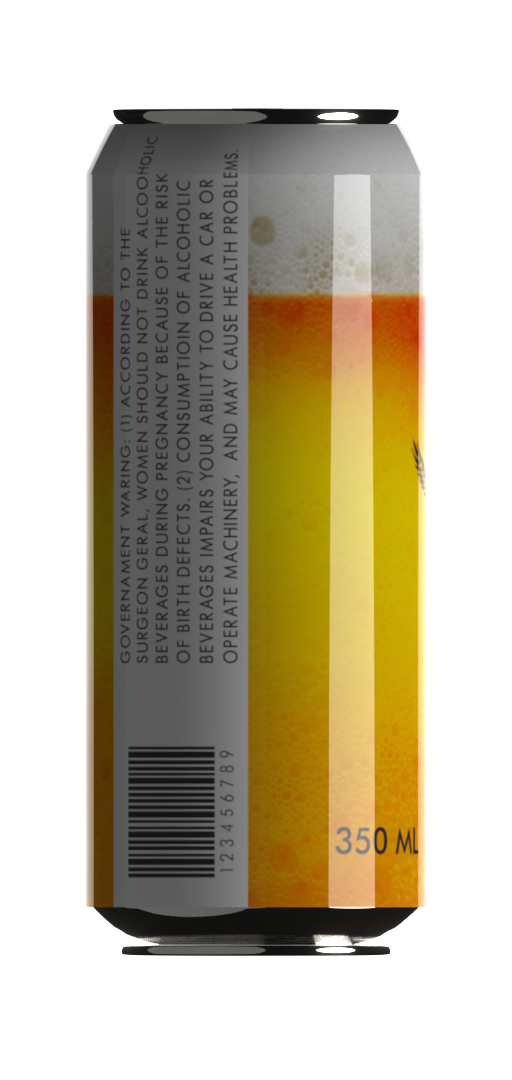 GOVERNAMENT WARING: (1) ACCORDING TO THE
SURGEON GERAL, WOMEN SHOULD NOT DRINK ALCOOHOLIC
BEVERAGES DURING PREGNANCY BECAUSE OF THE RISK
OF BIRTH DEFECTS. (2) CONSUMPTIOIN OF ALCOHOLIC
BEVERAGES IMPAIRS YOUR ABILITY TO DRIVE A CAR OR
OPERATE MACHINERY, AND MAY CAUSE HEALTH PROBLEMS.
123456789
350 ML